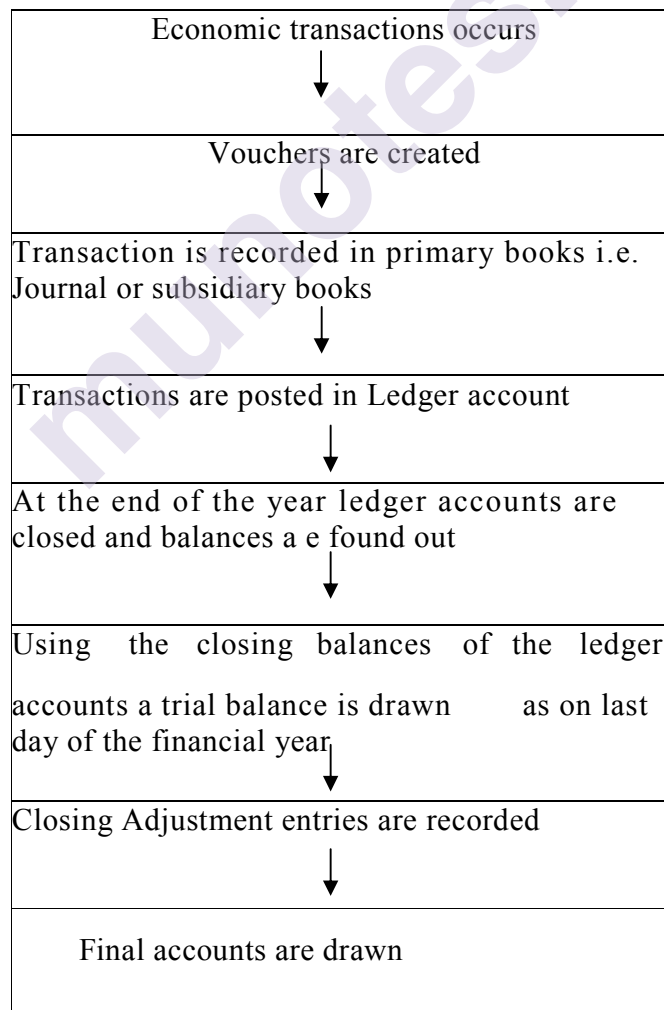 Economic transactions occurs
Vouchers are created
Transaction is recorded in primary books i.e.
Journal or subsidiary books
Transactions are posted in Ledger account
At the end of the year ledger accounts are
closed and balances a e found out
Using the closing balances of the ledger
accounts a trial balance is drawn as on last
day of the financial year
Closing Adjustment entries are recorded
Final accounts are drawn
munotes.